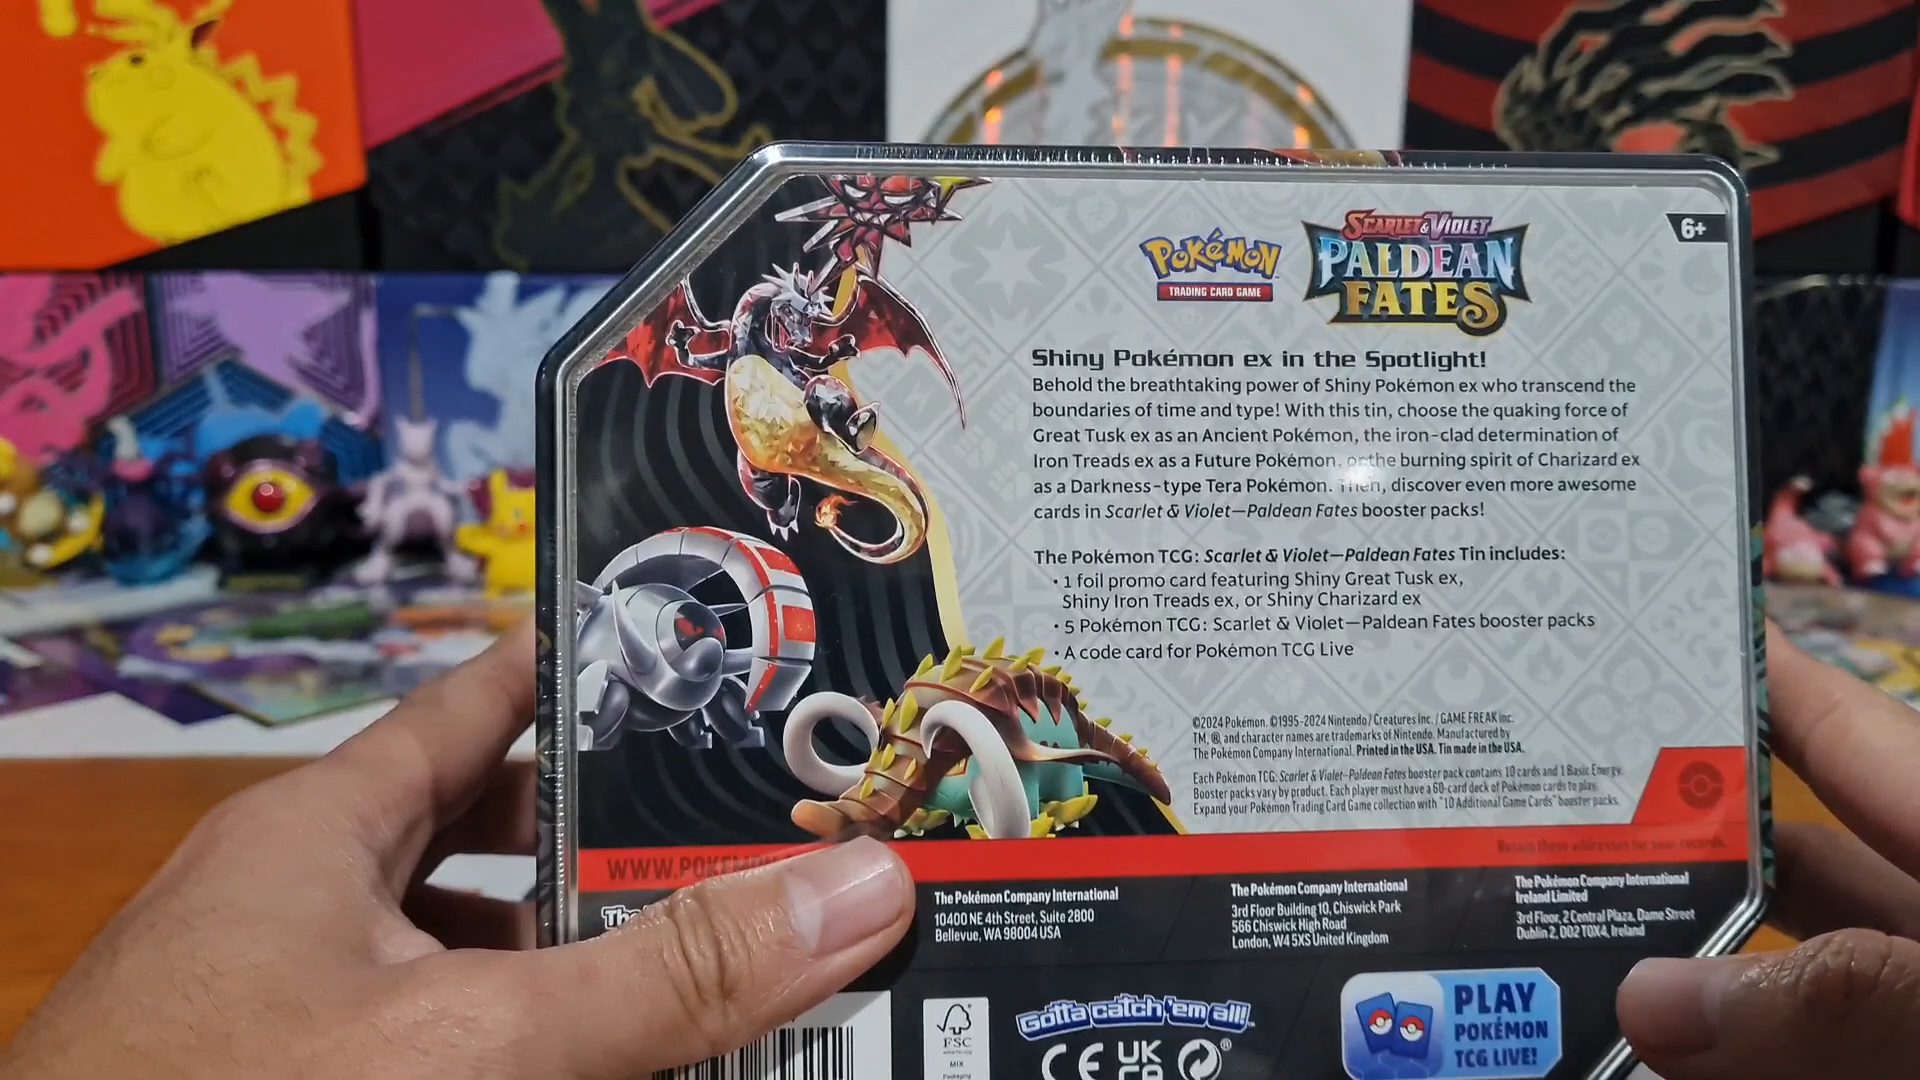 Pokémon
TRADING CARD GAME
SCARLET & VIOLET
PALDEAN
FATES
6+
Shiny Pokémon ex in the Spotlight!
Behold the breathtaking power of Shiny Pokémon ex who transcend the
boundaries of time and type! With this tin, choose the quaking force of
Great Tusk ex as an Ancient Pokémon, the iron-clad determination of
Iron Treads ex as a Future Pokémon, or the burning spirit of Charizard ex
as a Darkness-type Tera Pokémon. Then, discover even more awesome
cards in Scarlet & Violet—Paldean Fates booster packs!
The Pokémon TCG: Scarlet & Violet—Paldean Fates Tin includes:
• 1 foil promo card featuring Shiny Great Tusk ex,
Shiny Iron Treads ex, or Shiny Charizard ex
• 5 Pokémon TCG: Scarlet & Violet—Paldean Fates booster packs
• A code card for Pokémon TCG Live
©2024 Pokémon. ©1995-2024 Nintendo / Creatures Inc. / GAME FREAK inc.
TM, ®, and character names are trademarks of Nintendo. Manufactured by
The Pokémon Company International. Printed in the USA. Tin made in the USA.
Each Pokémon TCG: Scarlet & Violet—Paldean Fates booster pack contains 10 cards and 1 Basic Energy.
Booster packs vary by product. Each player must have a 60-card deck of Pokémon cards to play.
Expand your Pokémon Trading Card Game collection with "10 Additional Game Cards" booster packs.
Retain these addresses for your records.
WWW.POKEMON
The Pokémon Company International
10400 NE 4th Street, Suite 2800
Bellevue, WA 98004 USA
The Pokémon Company International
3rd Floor Building 10, Chiswick Park
566 Chiswick High Road
London, W4 5XS United Kingdom
The Pokémon Company International
Ireland Limited
3rd Floor, 2 Central Plaza, Dame Street
Dublin 2, D02 T0X4, Ireland
FSC
MIX
Packaging
Gotta catch 'em all!
CE
UK
CA
®
PLAY
POKÉMON
TCG LIVE!